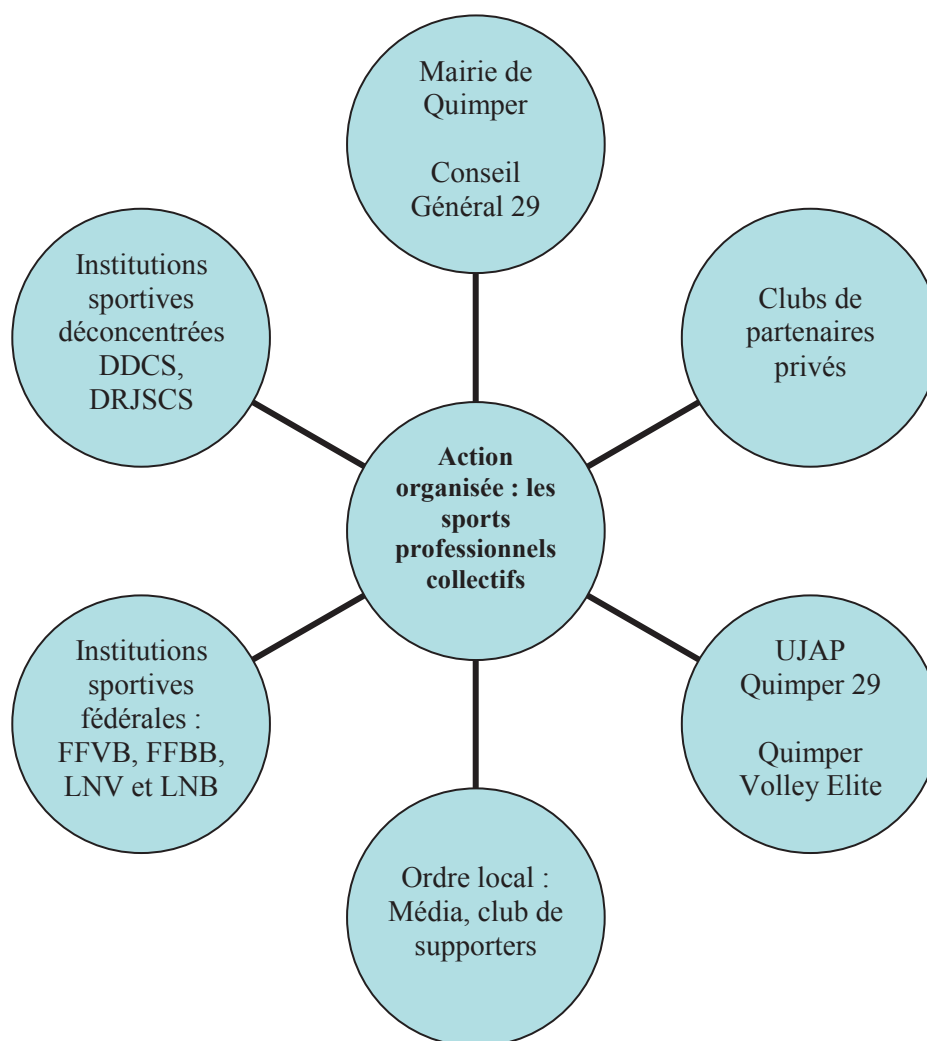 Mairie de
Quimper
Conseil
Général 29
Institutions
sportives
déconcentrées
DDCS,
DRJSCS
Clubs de
partenaires
privés
Action
organisée : les
sports
professionnels
collectifs
Institutions
sportives
fédérales :
FFVB, FFBB,
LNV et LNB
UJAP
Quimper 29
Quimper
Volley Elite
Ordre local :
Média, club de
supporters